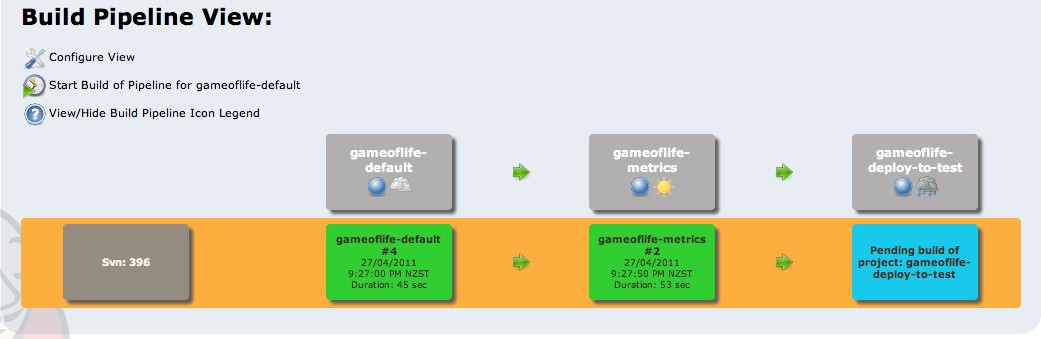 Build Pipeline View:
Configure View
Start Build of Pipeline for gameoflife-default
View/Hide Build Pipeline Icon Legend
gameoflife-
default
gameoflife-
metrics
gameoflife-
deploy-to-test
Svn: 396
gameoflife-default
#4
27/04/2011
9:27:00 PM NZST
Duration: 45 sec
gameoflife-metrics
#2
27/04/2011
9:27:50 PM NZST
Duration: 53 sec
Pending build of
project: gameoflife-
deploy-to-test